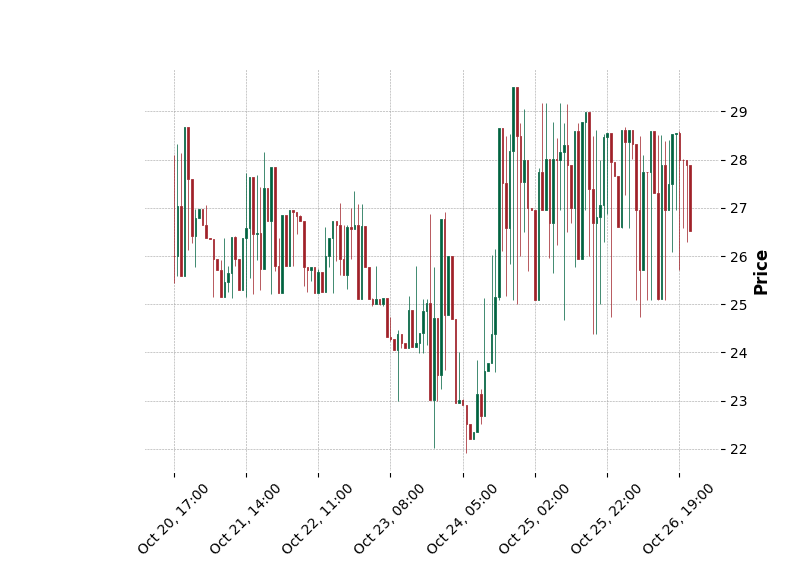 29
28
27
26
25
24
23
22
Price
Oct 20, 17:00
Oct 21, 14:00
Oct 22, 11:00
Oct 23, 08:00
Oct 24, 05:00
Oct 25, 02:00
Oct 25, 22:00
Oct 26, 19:00